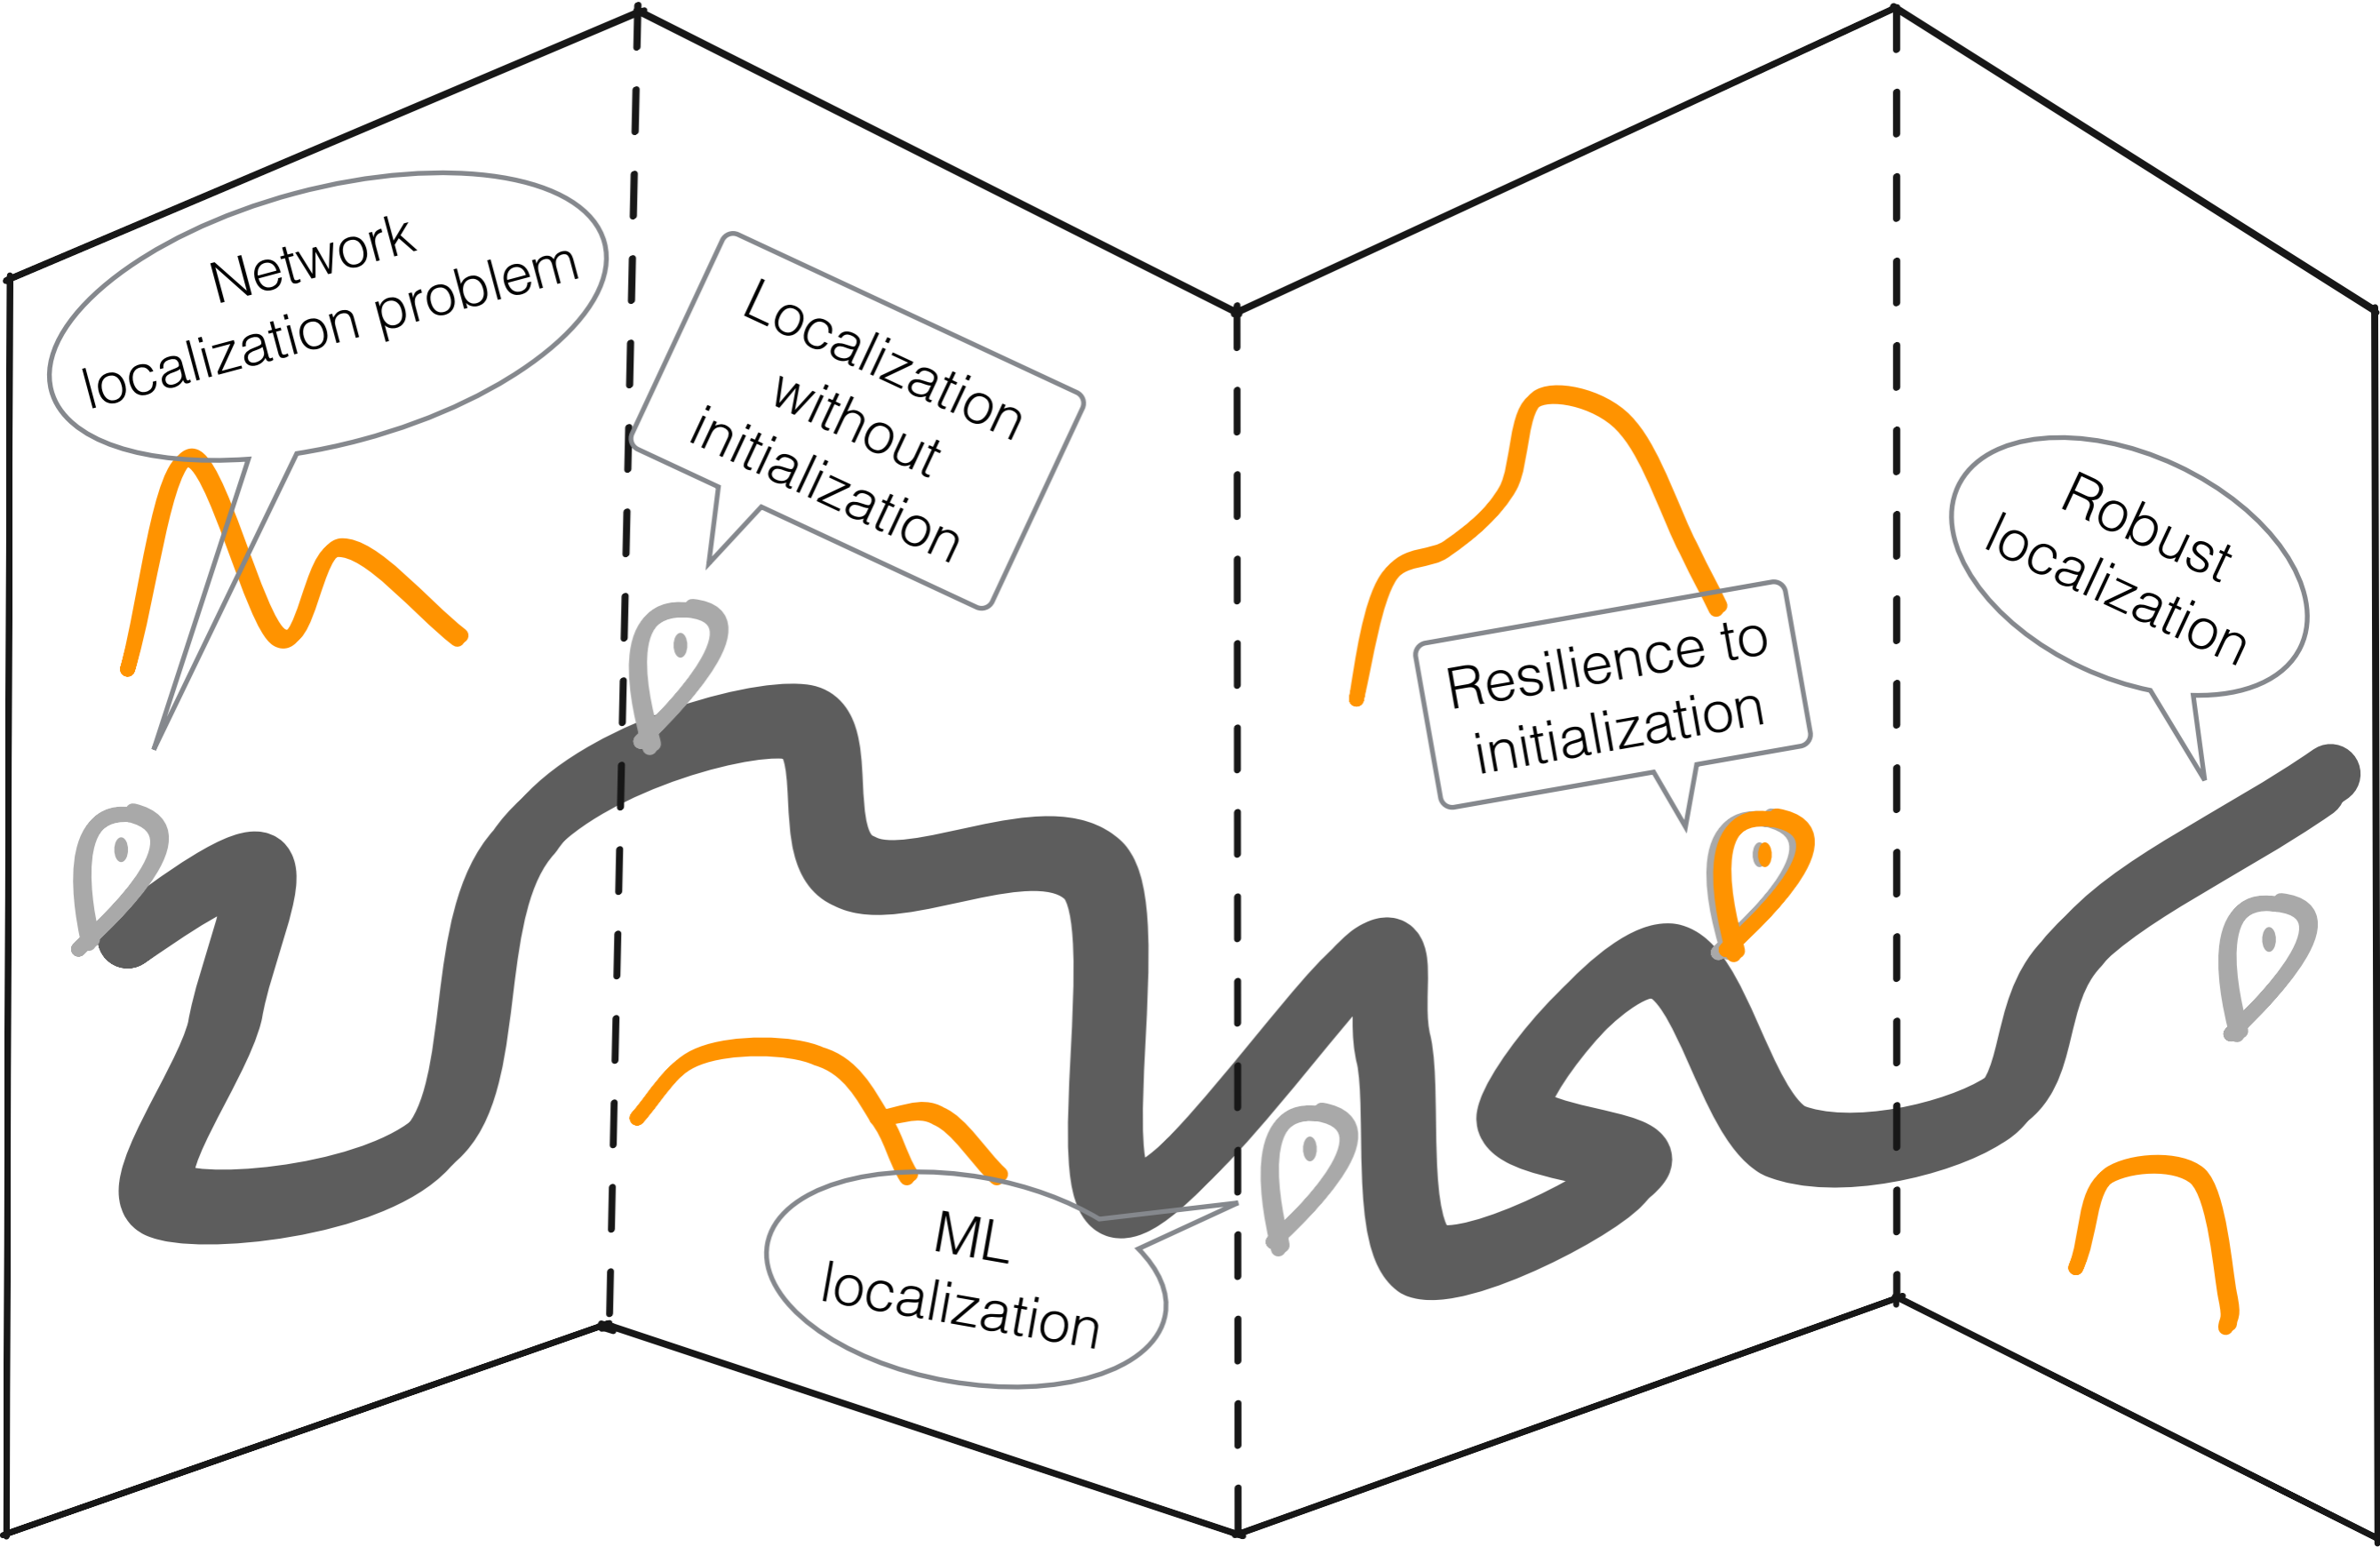 Network
localization problem
Localization
without
initialization
ML
localization
Resilience to
initialization
Robust
localization